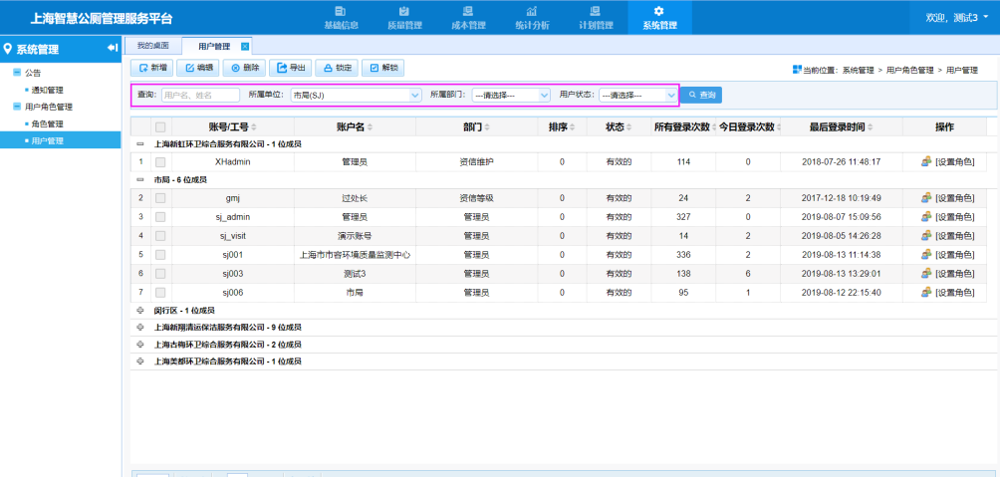 上海智慧公厕管理服务平台
基础信息 质量管理 成本管理 统计分析 计划管理 系统管理
欢迎, 测试3
系统管理
公告
通知管理
用户角色管理
角色管理
用户管理
我的桌面 用户管理
新增 编辑 删除 导出 锁定 解锁
当前位置: 系统管理 > 用户角色管理 > 用户管理
查询: 用户名、姓名 所属单位: 市局(SJ) 所属部门: ---请选择--- 用户状态: ---请选择--- 查询
账号/工号 账户名 部门 排序 状态 所有登录次数 今日登录次数 最后登录时间 操作
上海新虹环卫综合服务有限公司 - 1 位成员
1 XHadmin 管理员 资信维护 0 有效的 114 0 2018-07-26 11:48:17 [设置角色]
市局 - 6 位成员
2 gmj 过处长 资信等级 0 有效的 24 2 2017-12-18 10:19:49 [设置角色]
3 sj_admin 管理员 管理员 0 有效的 327 0 2019-08-07 15:09:56 [设置角色]
4 sj_visit 演示账号 管理员 0 有效的 14 2 2019-08-05 14:26:28 [设置角色]
5 sj001 上海市市容环境质量监测中心 管理员 0 有效的 336 2 2019-08-13 11:14:38 [设置角色]
6 sj003 测试3 管理员 0 有效的 138 6 2019-08-13 13:29:01 [设置角色]
7 sj006 市局 管理员 0 有效的 95 1 2019-08-12 22:15:40 [设置角色]
闵行区 - 1 位成员
上海新翔清运保洁服务有限公司 - 9 位成员
上海古梅环卫综合服务有限公司 - 2 位成员
上海美都环卫综合服务有限公司 - 1 位成员